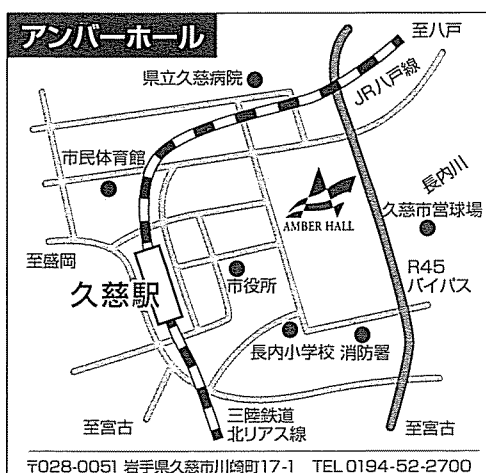 アンバーホール
至八戸
県立久慈病院
JR八戸線
市民体育館
長内川
AMBER HALL
久慈市営球場
至盛岡
久慈駅
市役所
R45
バイパス
長内小学校
消防署
三陸鉄道
北リアス線
至宮古
至宮古
〒028-0051 岩手県久慈市川崎町17-1 TEL 0194-52-2700